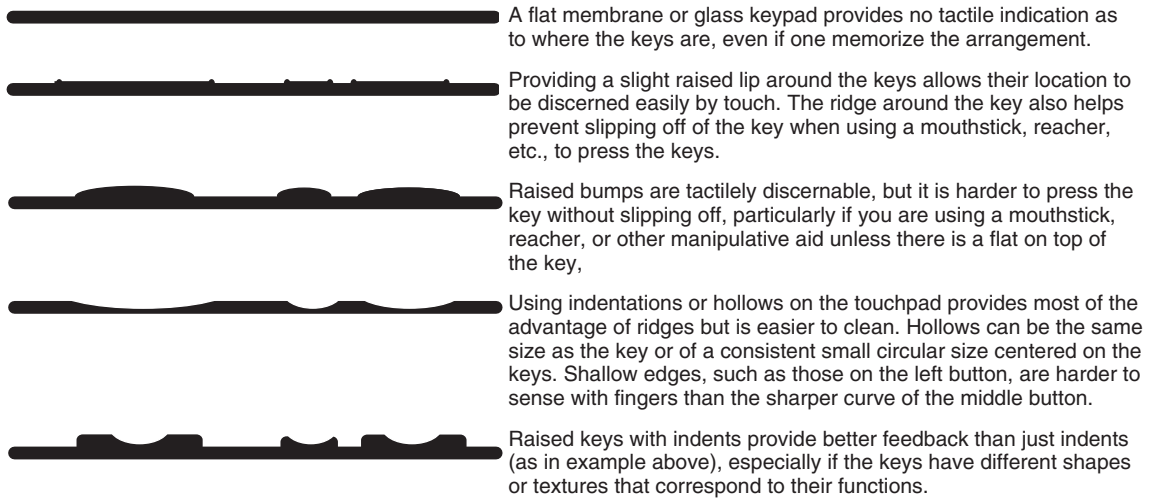 A flat membrane or glass keypad provides no tactile indication as
to where the keys are, even if one memorize the arrangement.
Providing a slight raised lip around the keys allows their location to
be discerned easily by touch. The ridge around the key also helps
prevent slipping off of the key when using a mouthstick, reacher,
etc., to press the keys.
Raised bumps are tactilely discernable, but it is harder to press the
key without slipping off, particularly if you are using a mouthstick,
reacher, or other manipulative aid unless there is a flat on top of
the key,
Using indentations or hollows on the touchpad provides most of the
advantage of ridges but is easier to clean. Hollows can be the same
size as the key or of a consistent small circular size centered on the
keys. Shallow edges, such as those on the left button, are harder to
sense with fingers than the sharper curve of the middle button.
Raised keys with indents provide better feedback than just indents
(as in example above), especially if the keys have different shapes
or textures that correspond to their functions.